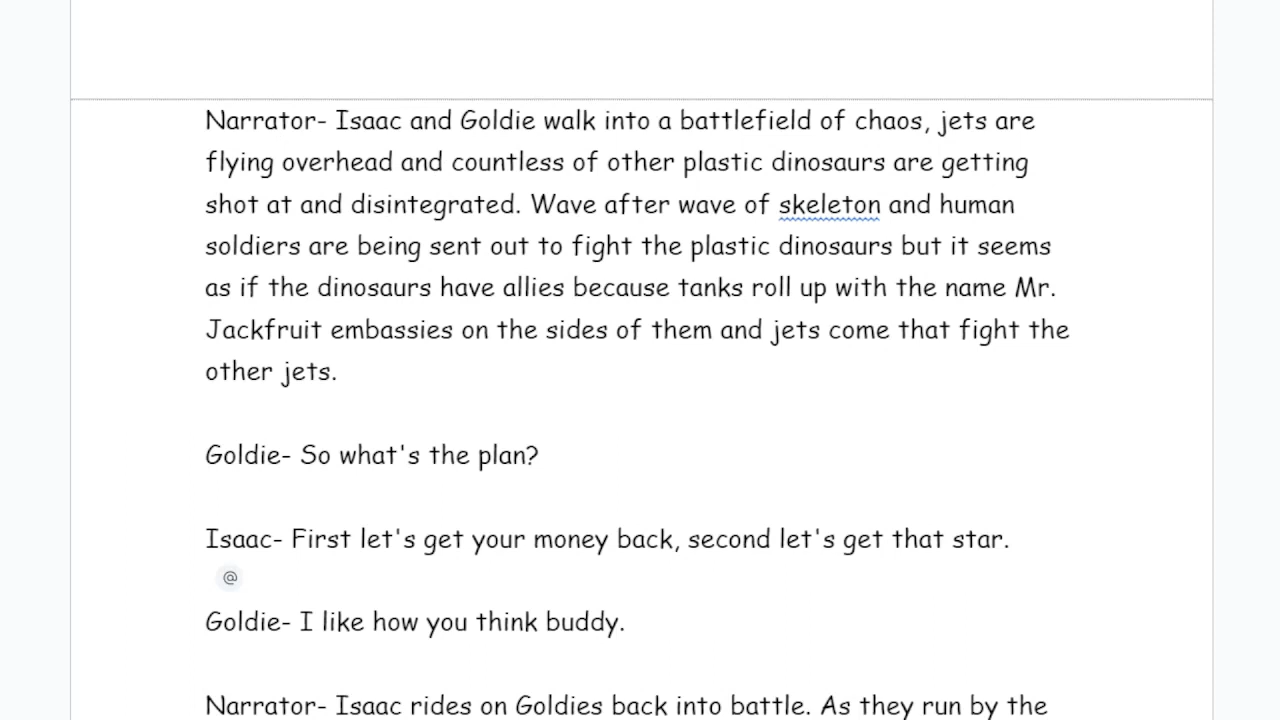 Narrator- Isaac and Goldie walk into a battlefield of chaos, jets are
flying overhead and countless of other plastic dinosaurs are getting
shot at and disintegrated. Wave after wave of skeleton and human
soldiers are being sent out to fight the plastic dinosaurs but it seems
as if the dinosaurs have allies because tanks roll up with the name Mr.
Jackfruit embassies on the sides of them and jets come that fight the
other jets.
Goldie- So what's the plan?
Isaac- First let's get your money back, second let's get that star.
@
Goldie- I like how you think buddy.
Narrator- Isaac rides on Goldies back into battle. As they run by the